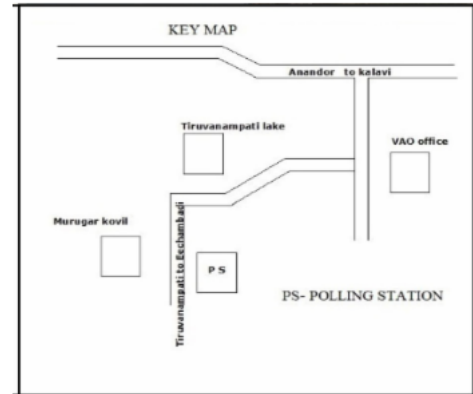 KEY MAP
Anandor to kalavi
Tiruvanampati lake
VAO office
Murugar kovil
Tiruvanampati to Eechambadi
P S
PS- POLLING STATION